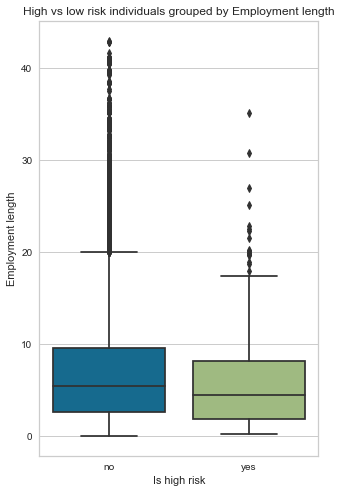 High vs low risk individuals grouped by Employment length
40
30
20
10
0
Employment length
no
yes
Is high risk